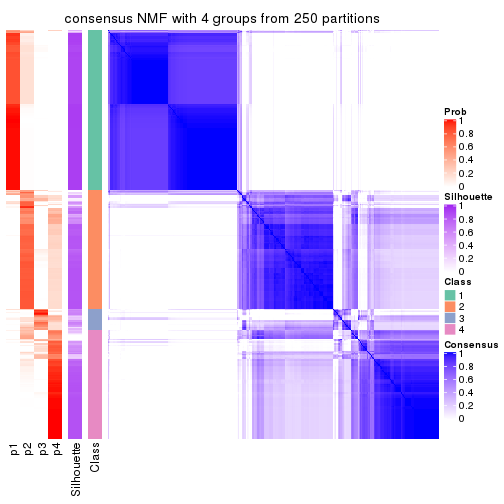 consensus NMF with 4 groups from 250 partitions
Prob
1
0.8
0.6
0.4
0.2
0
Silhouette
1
0.8
0.6
0.4
0.2
0
Class
1
2
3
4
Consensus
1
0.8
0.6
0.4
0.2
0
p1
p2
p3
p4
Silhouette
Class